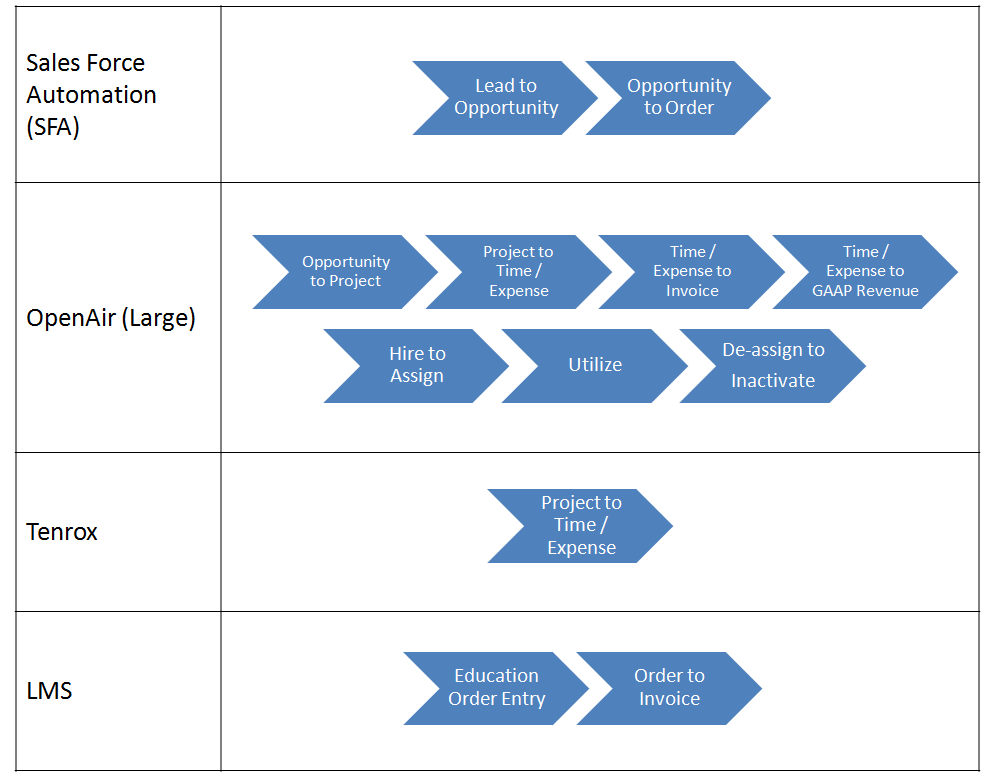 Sales Force
Automation
(SFA)
Lead to
Opportunity
Opportunity
to Order
OpenAir (Large)
Opportunity
to Project
Project to
Time /
Expense
Time /
Expense to
Invoice
Time /
Expense to
GAAP Revenue
Hire to
Assign
Utilize
De-assign to
Inactivate
Tenrox
Project to
Time /
Expense
LMS
Education
Order Entry
Order to
Invoice